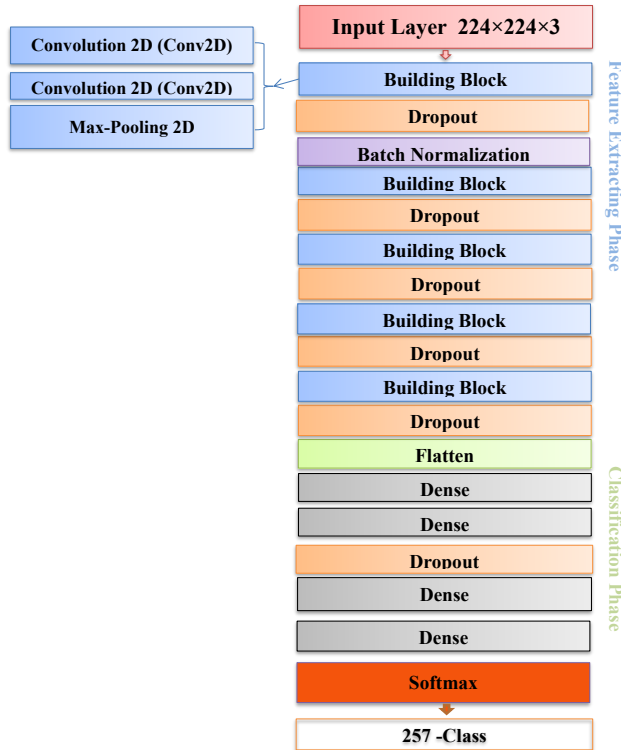 Input Layer 224×224×3
Convolution 2D (Conv2D)
Convolution 2D (Conv2D)
Max-Pooling 2D
Building Block
Dropout
Batch Normalization
Building Block
Dropout
Building Block
Dropout
Building Block
Dropout
Building Block
Dropout
Flatten
Dense
Dense
Dropout
Dense
Dense
Softmax
257 -Class
Feature Extracting Phase
Classification Phase